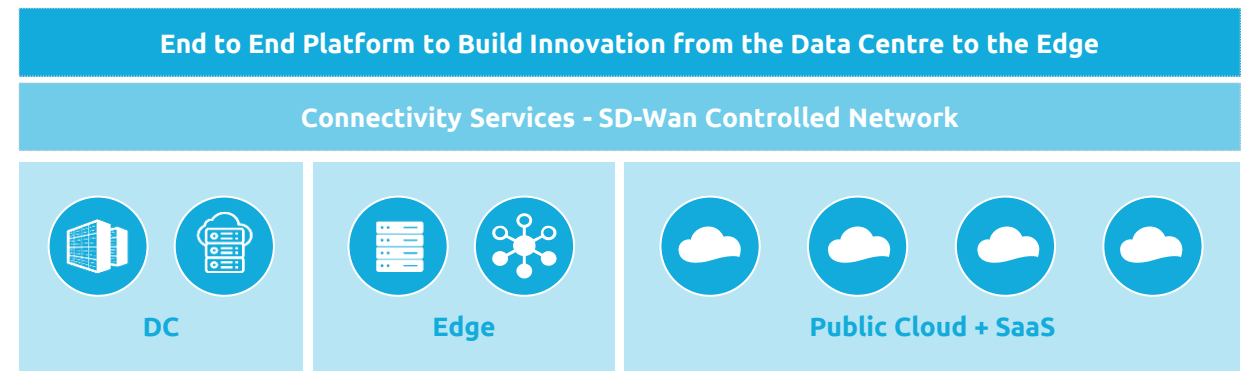 End to End Platform to Build Innovation from the Data Centre to the Edge
Connectivity Services - SD-Wan Controlled Network
DC
Edge
Public Cloud + SaaS